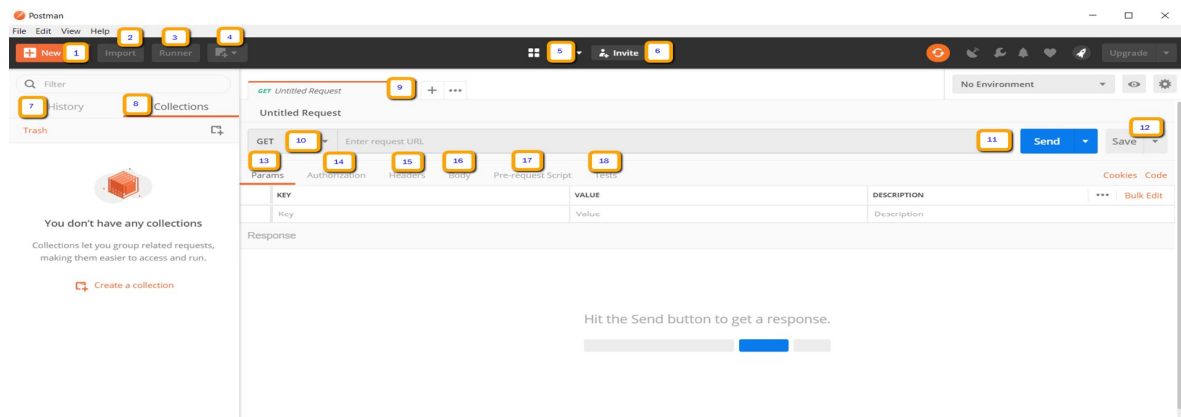 Postman
File Edit View Help
2 3 4
+ New 1 Import Runner 5 Invite 6 Upgrade
Filter
7 History 8 Collections
Trash
You don't have any collections
Collections let you group related requests,
making them easier to access and run.
Create a collection
GET Untitled Request 9 + ••• No Environment
Untitled Request 12
GET 10 Enter request URL 11 Send Save
13 14 15 16 17 18
Params Authorization Headers Body Pre-request Script Tests Cookies Code
KEY VALUE DESCRIPTION ••• Bulk Edit
Key Value Description
Response
Hit the Send button to get a response.